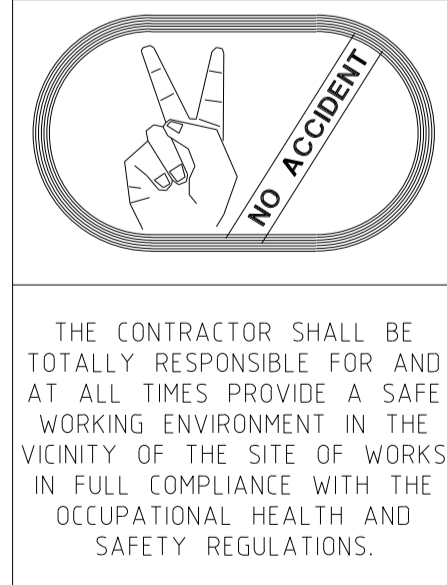 NO ACCIDENT
THE CONTRACTOR SHALL BE
TOTALLY RESPONSIBLE FOR AND
AT ALL TIMES PROVIDE A SAFE
WORKING ENVIRONMENT IN THE
VICINITY OF THE SITE OF WORKS
IN FULL COMPLIANCE WITH THE
OCCUPATIONAL HEALTH AND
SAFETY REGULATIONS.